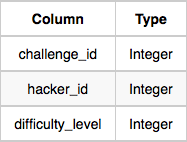 Column Type
challenge_id Integer
hacker_id Integer
difficulty_level Integer